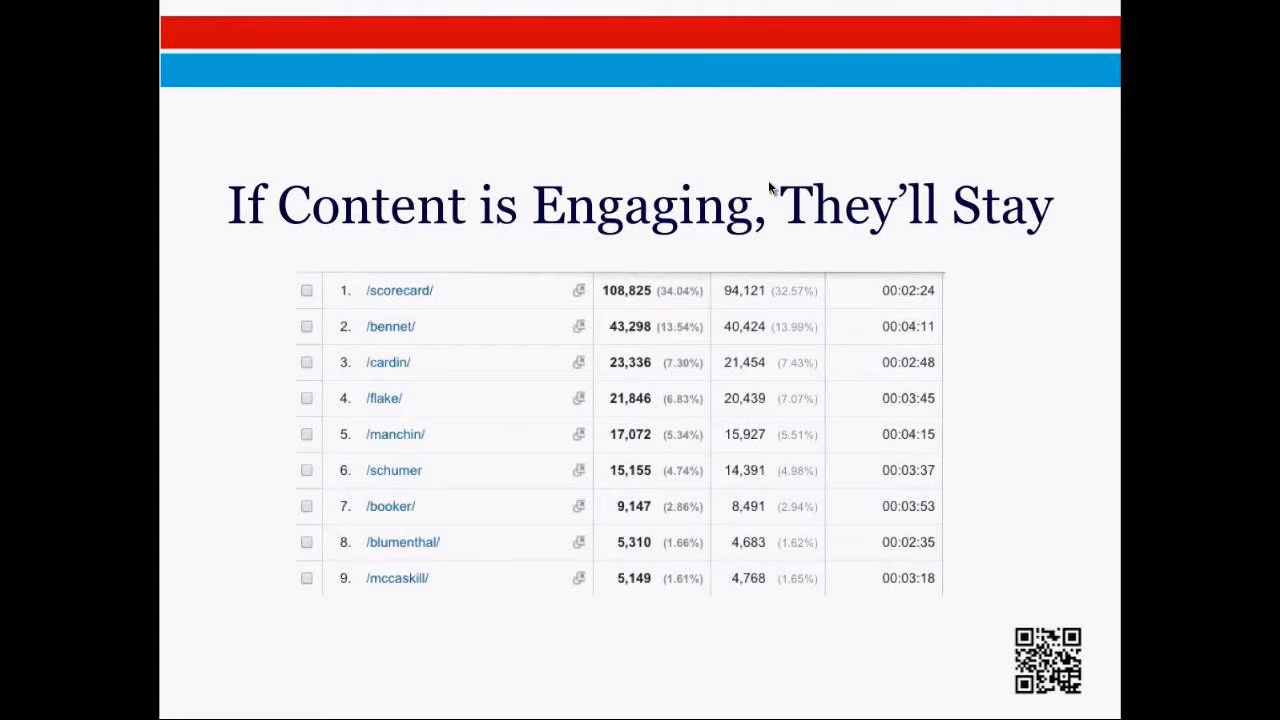 If Content is Engaging, They’ll Stay
1. /scorecard/ 108,825 (34.04%) 94,121 (32.57%) 00:02:24
2. /bennet/ 43,298 (13.54%) 40,424 (13.99%) 00:04:11
3. /cardin/ 23,336 (7.30%) 21,454 (7.43%) 00:02:48
4. /flake/ 21,846 (6.83%) 20,439 (7.07%) 00:03:45
5. /manchin/ 17,072 (5.34%) 15,927 (5.51%) 00:04:15
6. /schumer 15,155 (4.74%) 14,391 (4.98%) 00:03:37
7. /booker/ 9,147 (2.86%) 8,491 (2.94%) 00:03:53
8. /blumenthal/ 5,310 (1.66%) 4,683 (1.62%) 00:02:35
9. /mccaskill/ 5,149 (1.61%) 4,768 (1.65%) 00:03:18